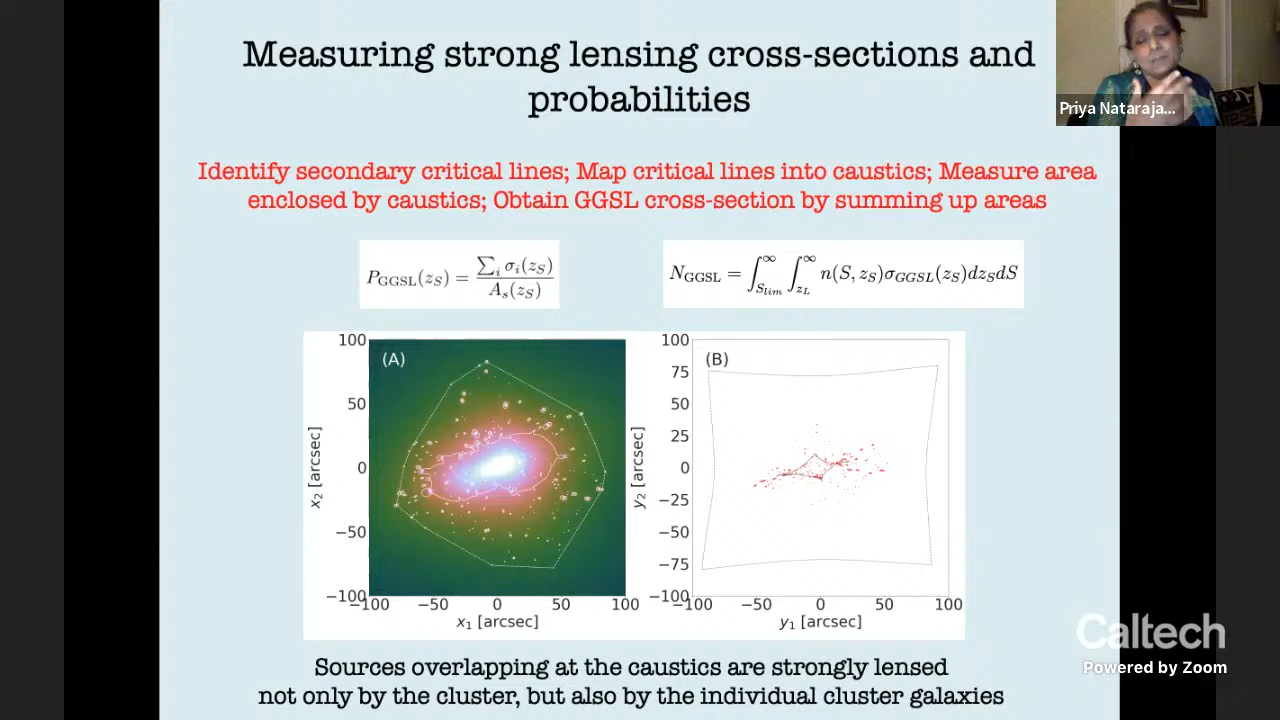 Measuring strong lensing cross-sections and
probabilities
Priya Nataraja...
Identify secondary critical lines; Map critical lines into caustics; Measure area
enclosed by caustics; Obtain GGSL cross-section by summing up areas
P_GGSL(z_S) = ∑_i σ_i(z_S) / A_s(z_S)
N_GGSL = ∫_{S_lim}^∞ ∫_{z_L}^∞ n(S, z_S)σ_GGSL(z_S)dz_S dS
(A)
100
50
0
−50
−100
x₂ [arcsec]
−100 −50 0 50 100
x₁ [arcsec]
(B)
100
75
50
25
0
−25
−50
−75
−100
y₂ [arcsec]
−100 −50 0 50 100
y₁ [arcsec]
Caltech
Powered by Zoom
Sources overlapping at the caustics are strongly lensed
not only by the cluster, but also by the individual cluster galaxies